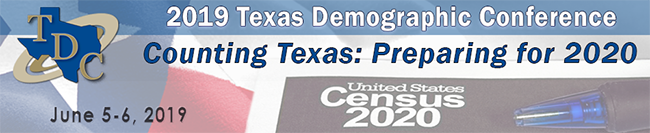 TDC
2019 Texas Demographic Conference
Counting Texas: Preparing for 2020
United States
Census
2020
June 5-6, 2019